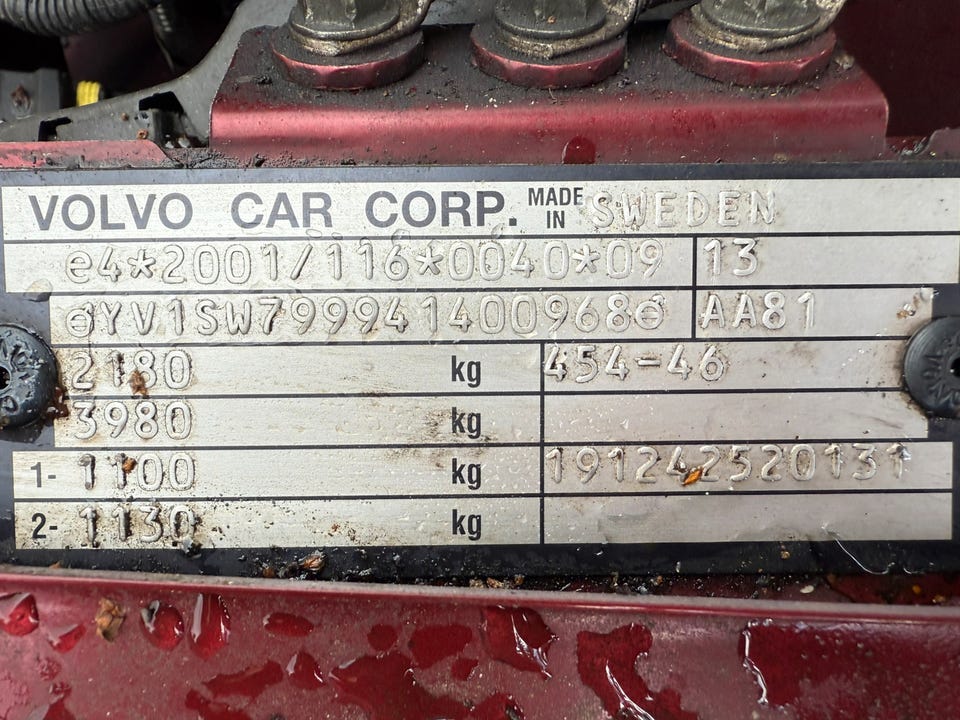 VOLVO CAR CORP. MADE IN SWEDEN
e4*2001/116*0040*09 13
YV1SW799941400968 AA81
2180 kg 454-46
3980 kg
1- 1100 kg 191242520131
2- 1130 kg